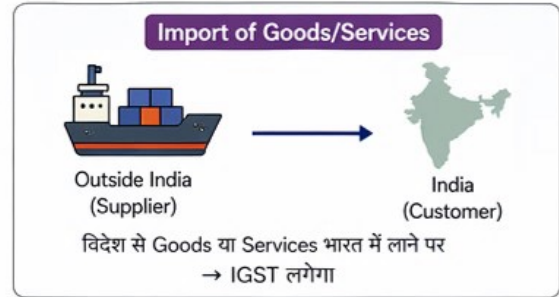 Import of Goods/Services
Outside India
(Supplier)
India
(Customer)
विदेश से Goods या Services भारत में लाने पर
→ IGST लगेगा